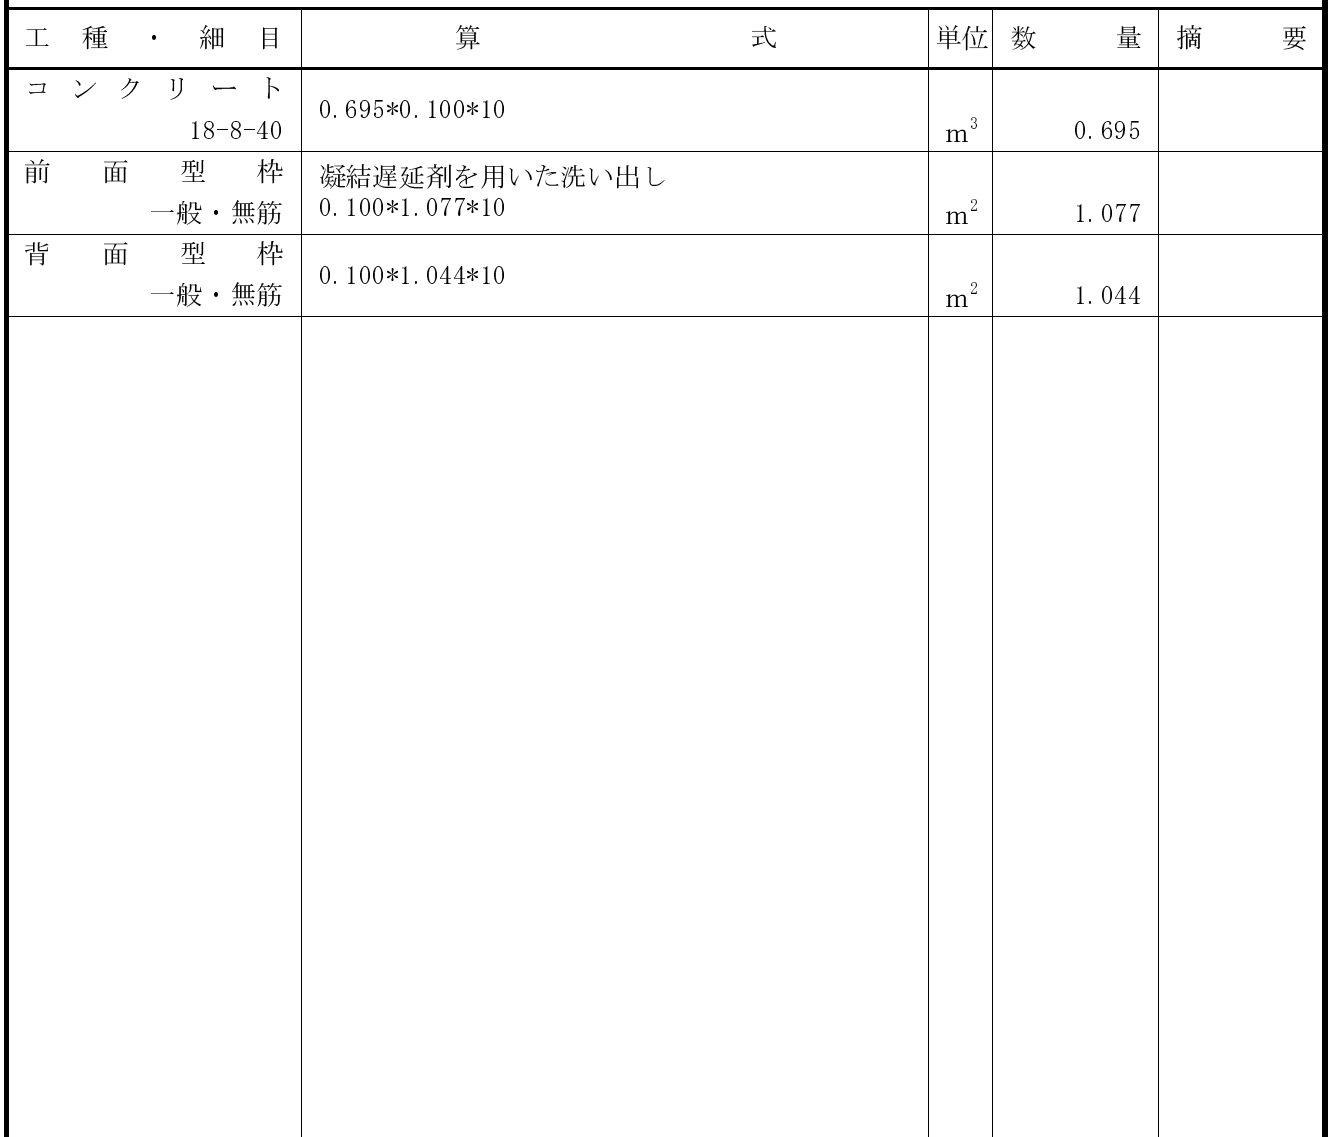 工種・細目 算式 単位 数量 摘要
コンクリート
0.695*0.100*10
18-8-40 m3 0.695
前面型枠 凝結遅延剤を用いた洗い出し
一般・無筋 0.100*1.077*10 m2 1.077
背面型枠
0.100*1.044*10
一般・無筋 m2 1.044